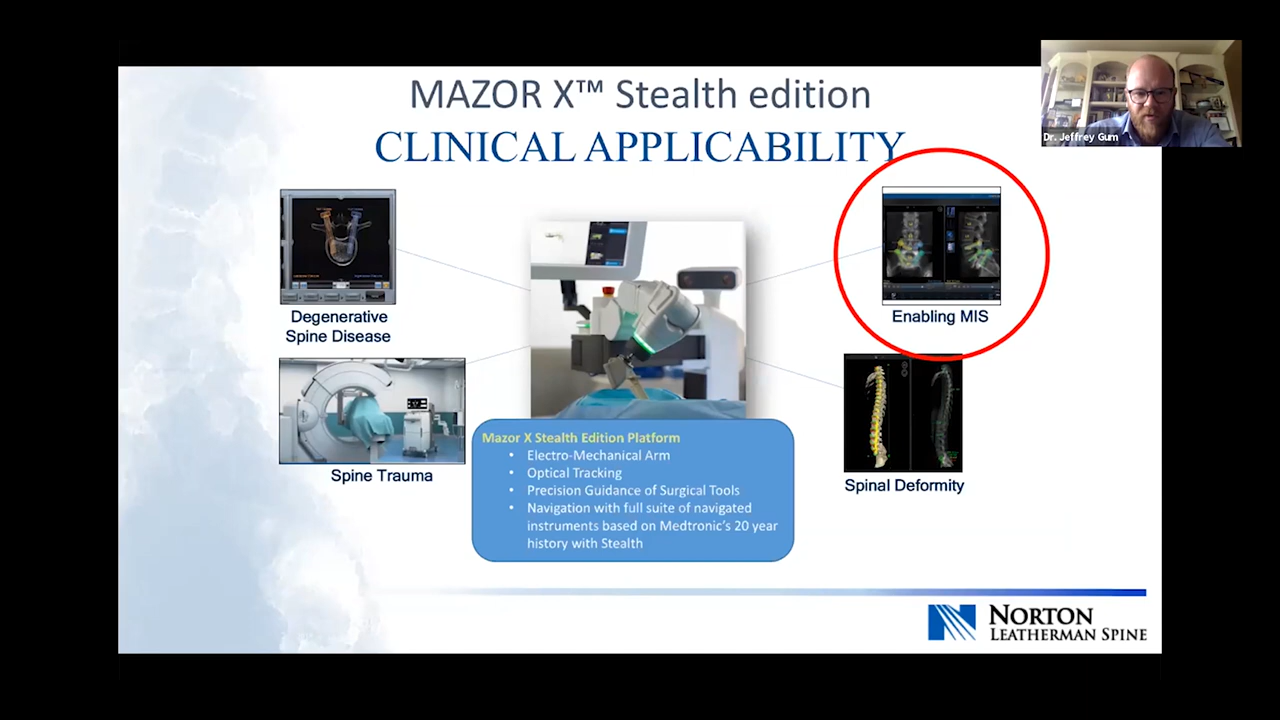 MAZOR X™ Stealth edition
CLINICAL APPLICABILITY
Dr. Jeffrey Gum
Degenerative
Spine Disease
Enabling MIS
Spine Trauma
Spinal Deformity
Mazor X Stealth Edition Platform
• Electro-Mechanical Arm
• Optical Tracking
• Precision Guidance of Surgical Tools
• Navigation with full suite of navigated
instruments based on Medtronic's 20 year
history with Stealth
NORTON
LEATHERMAN SPINE